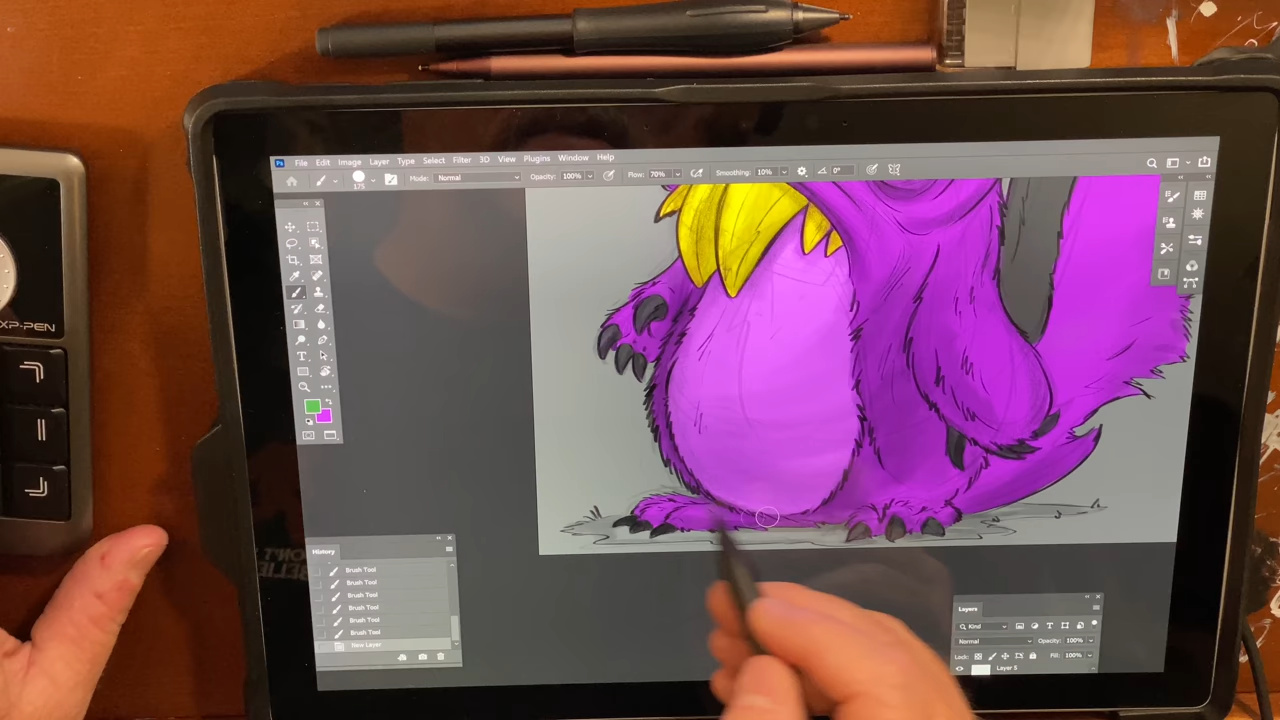 Ps File Edit Image Layer Type Select Filter 3D View Plugins Window Help
175 Mode: Normal Opacity: 100% Flow: 70% Smoothing: 10% 0°
XP-PEN
T
History
Brush Tool
Brush Tool
Brush Tool
Brush Tool
Brush Tool
Brush Tool
New Layer
Layers
Kind
Normal Opacity: 100%
Lock: Fill: 100%
Layer 5